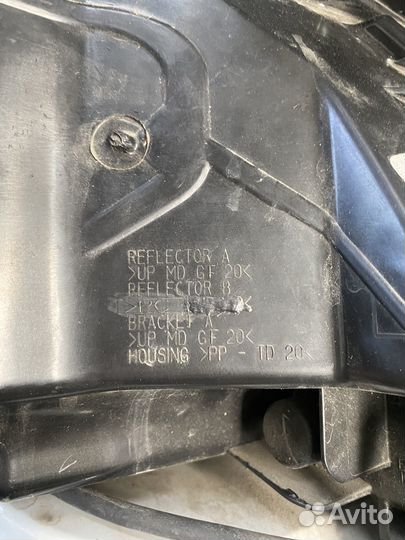 REFLECTOR A
>UP MD GF 20<
REFLECTOR B
BRACKET A
>UP MD GF 20<
HOUSING >PP - TD 20<
Avito